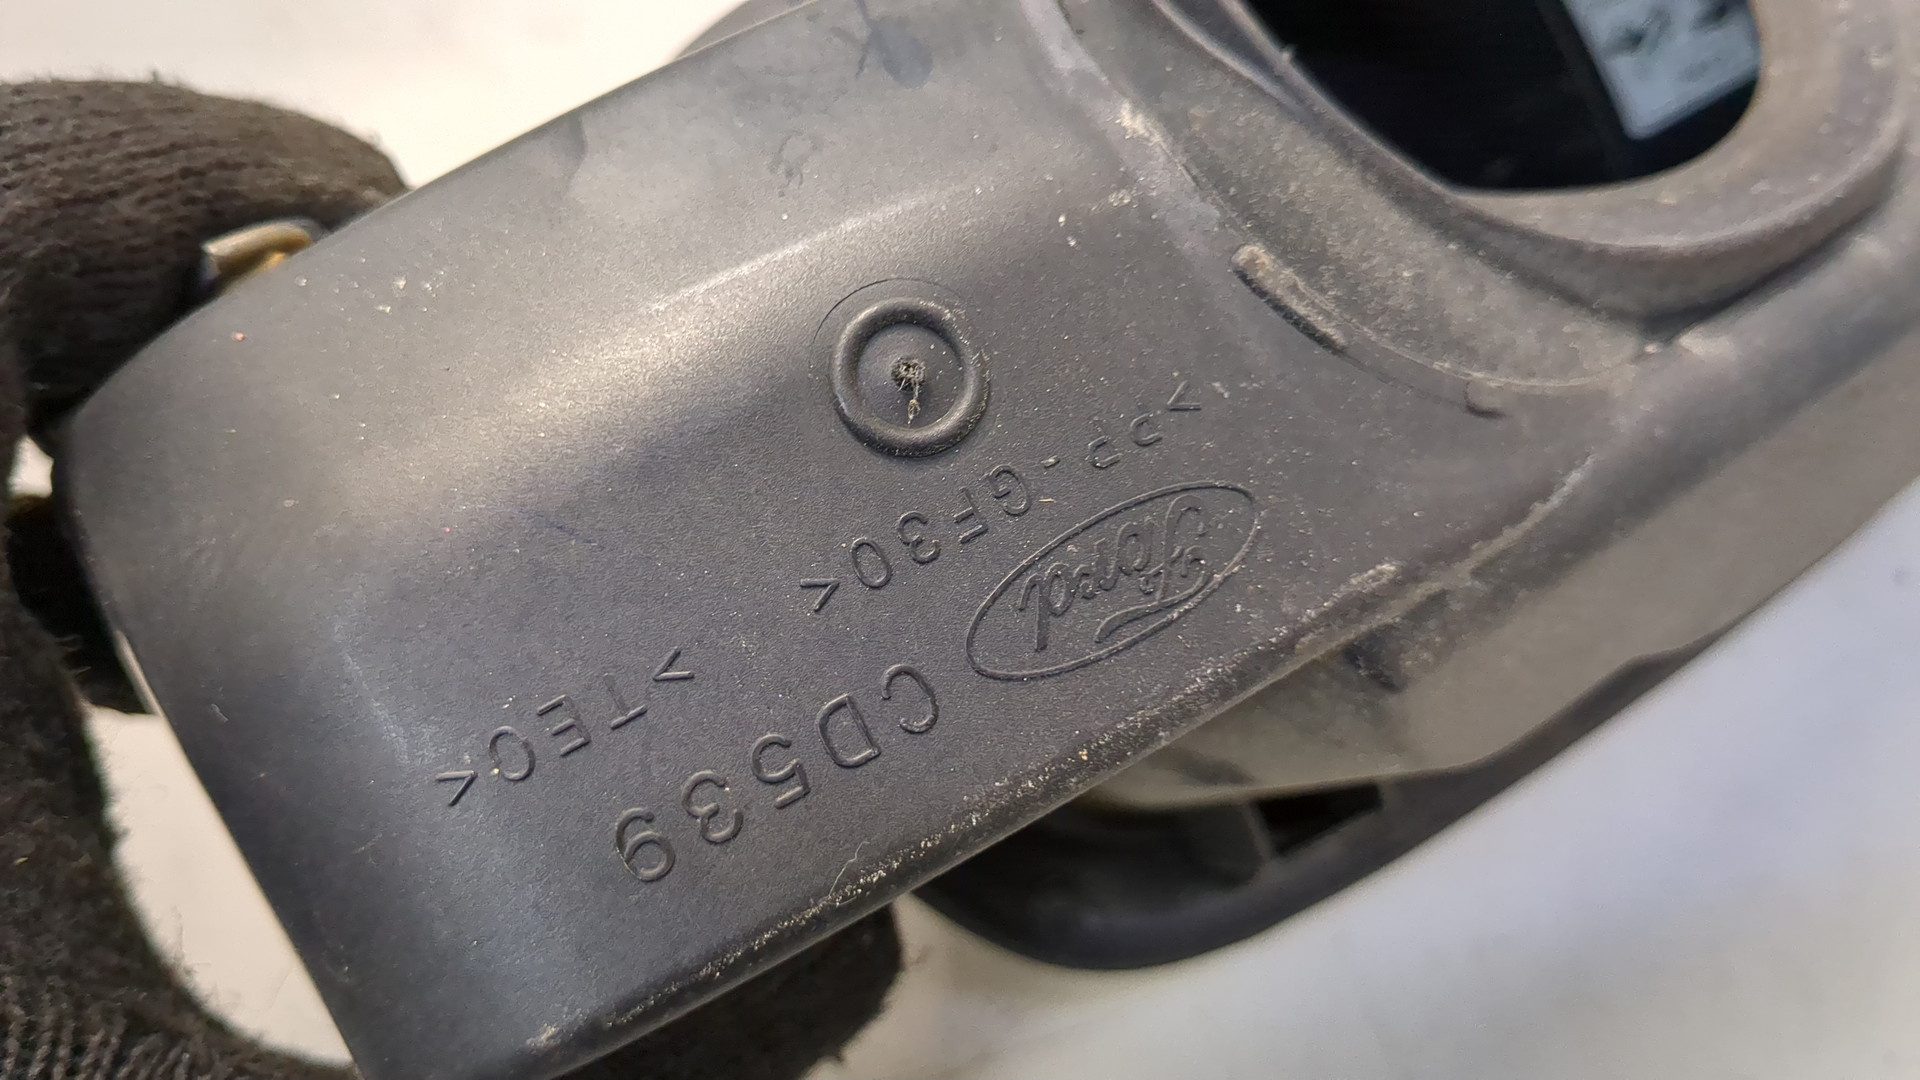 Ford CD539
>PP-GF30< >TEO<